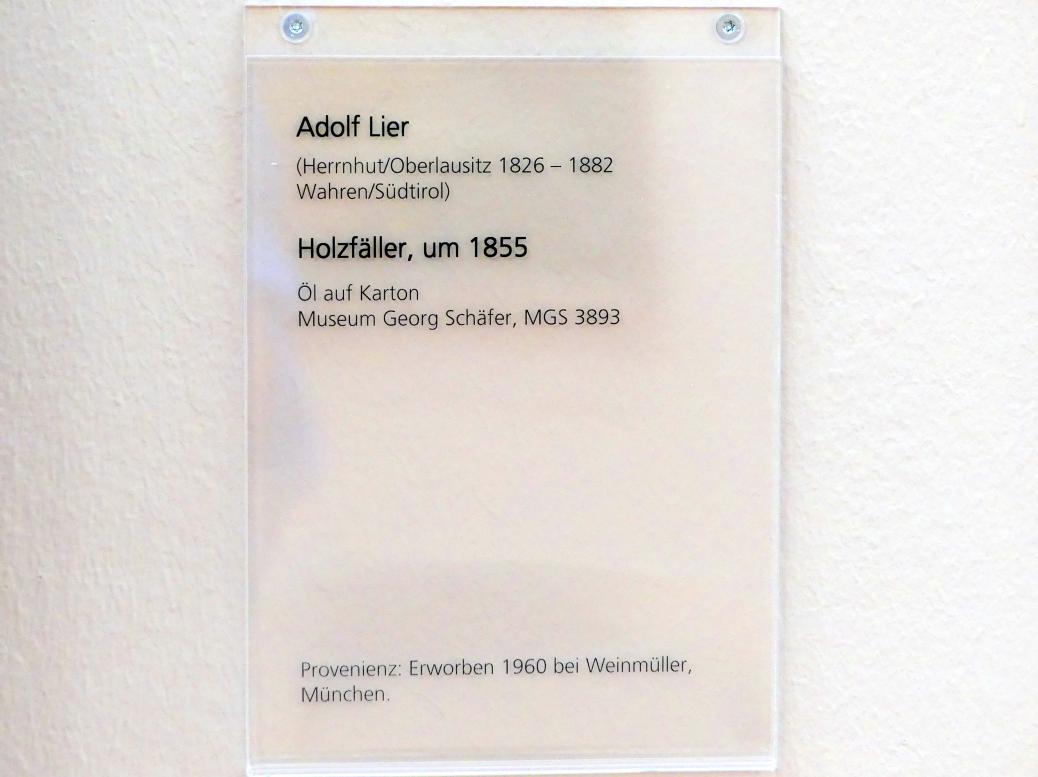 Adolf Lier
(Herrnhut/Oberlausitz 1826 – 1882
Wahren/Südtirol)
Holzfäller, um 1855
Öl auf Karton
Museum Georg Schäfer, MGS 3893
Provenienz: Erworben 1960 bei Weinmüller,
München.